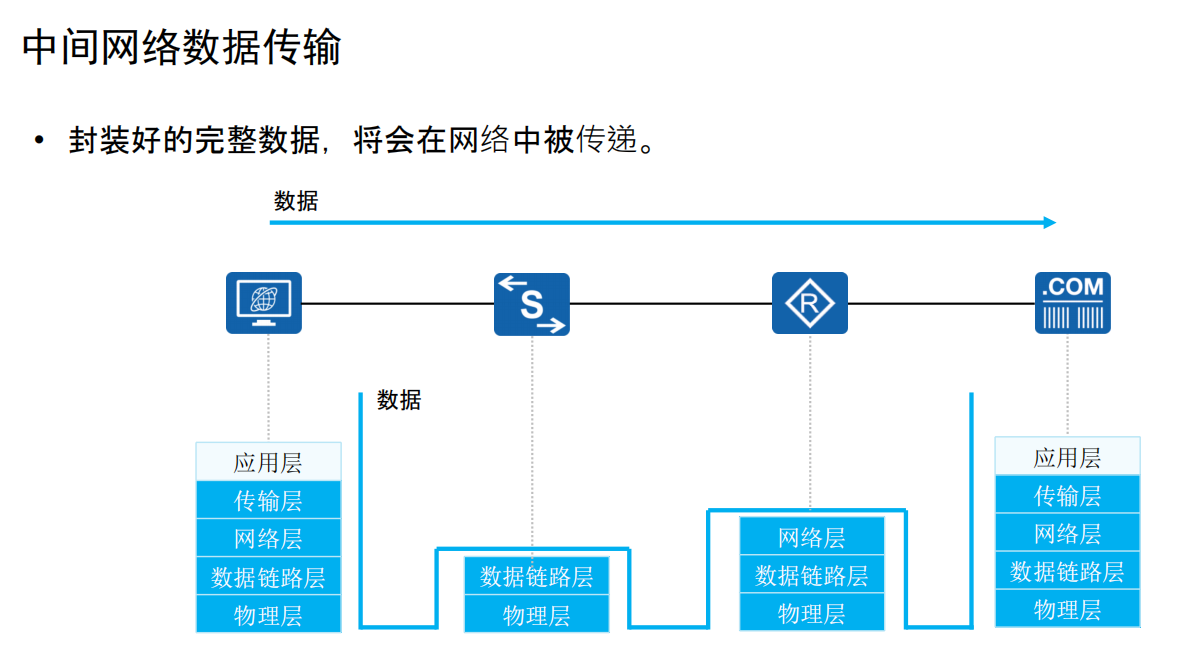 中间网络数据传输
• 封装好的完整数据，将会在网络中被传递。
数据
S
R
.COM
数据
应用层
传输层
网络层
数据链路层
物理层
数据链路层
物理层
网络层
数据链路层
物理层
应用层
传输层
网络层
数据链路层
物理层